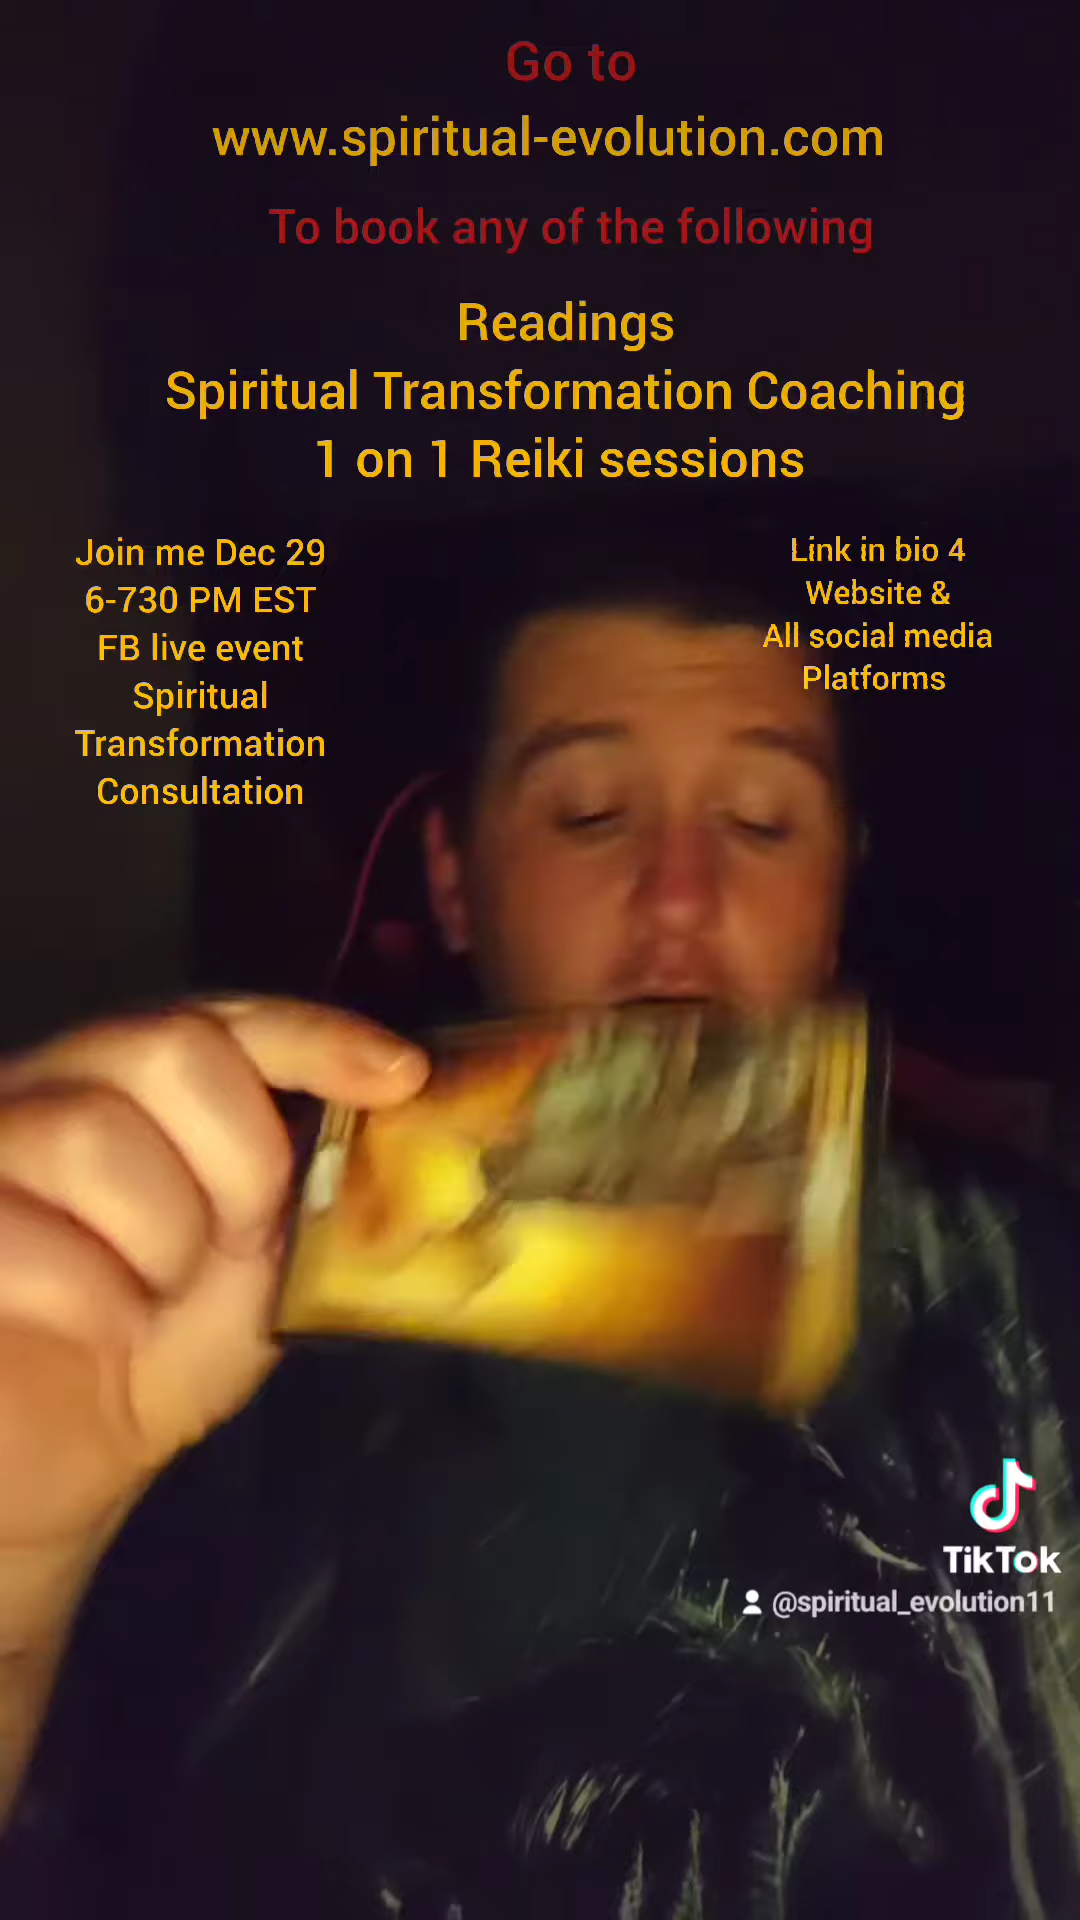 Go to
www.spiritual-evolution.com
To book any of the following
Readings
Spiritual Transformation Coaching
1 on 1 Reiki sessions
Join me Dec 29
6-730 PM EST
FB live event
Spiritual
Transformation
Consultation
Link in bio 4
Website &
All social media
Platforms
TikTok
@spiritual_evolution11